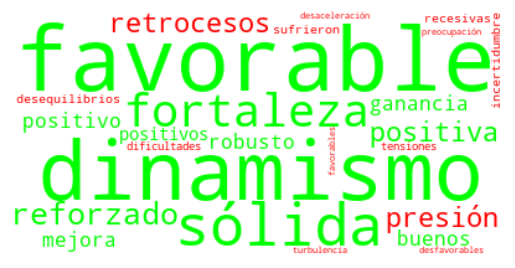 desaceleración
retrocesos
recesivas
sufrieron
preocupación
favorable
incertidumbre
desequilibrios
fortaleza
ganancia
positivo
positivos
robusto
positiva
dificultades
favorables
tensiones
dinamismo
reforzado
sólida
presión
mejora
buenos
turbulencia
desfavorables